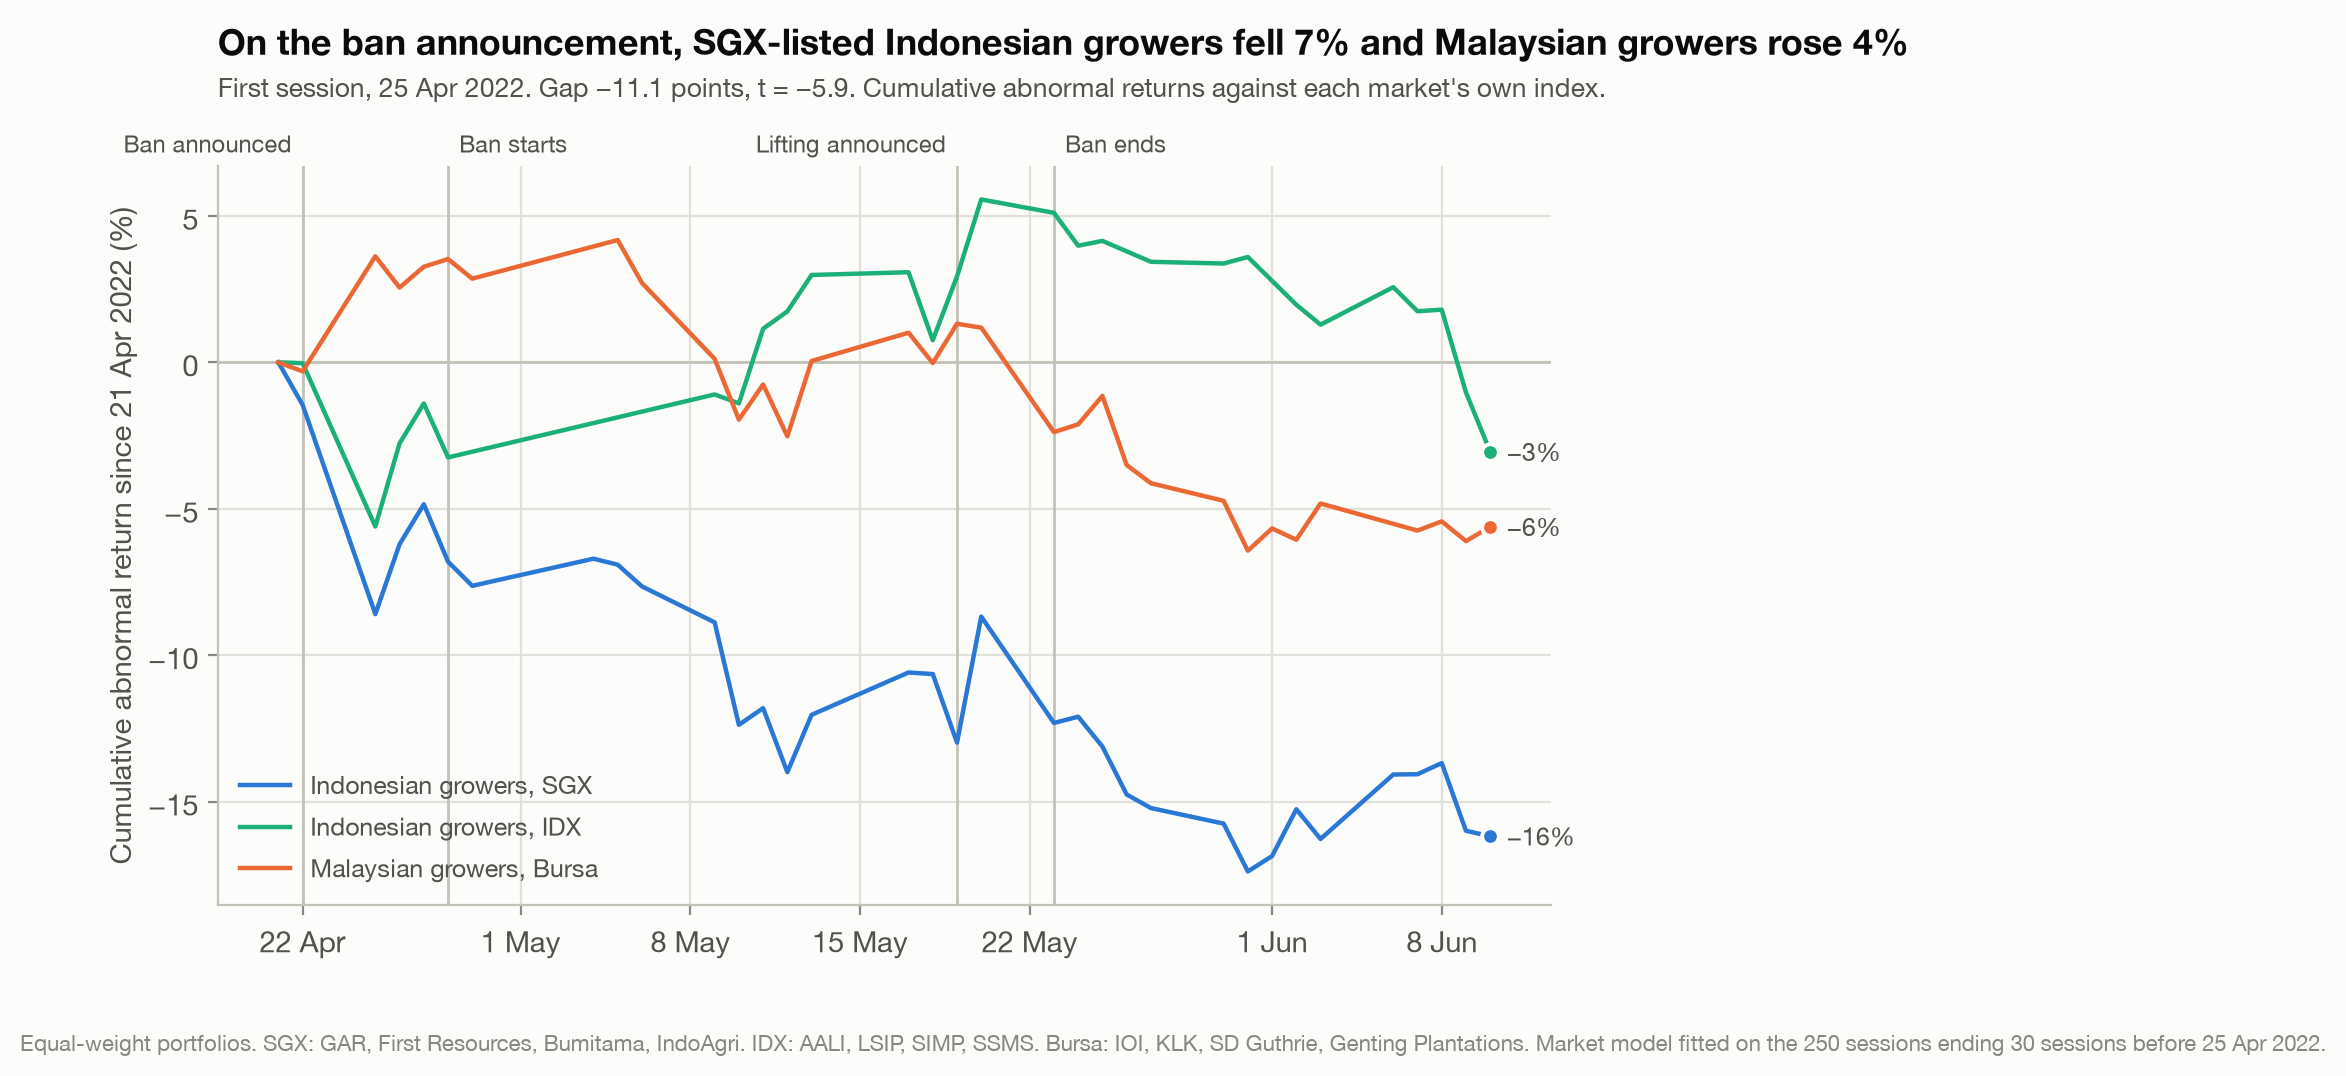 On the ban announcement, SGX-listed Indonesian growers fell 7% and Malaysian growers rose 4%
First session, 25 Apr 2022. Gap −11.1 points, t = −5.9. Cumulative abnormal returns against each market's own index.
Ban announced
Ban starts
Lifting announced
Ban ends
Cumulative abnormal return since 21 Apr 2022 (%)
5
0
−5
−10
−15
−3%
−6%
−16%
Indonesian growers, SGX
Indonesian growers, IDX
Malaysian growers, Bursa
22 Apr
1 May
8 May
15 May
22 May
1 Jun
8 Jun
Equal-weight portfolios. SGX: GAR, First Resources, Bumitama, IndoAgri. IDX: AALI, LSIP, SIMP, SSMS. Bursa: IOI, KLK, SD Guthrie, Genting Plantations. Market model fitted on the 250 sessions ending 30 sessions before 25 Apr 2022.